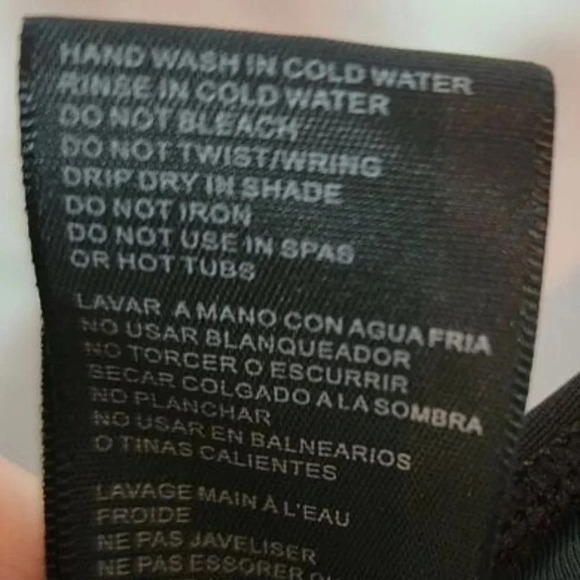 HAND WASH IN COLD WATER
RINSE IN COLD WATER
DO NOT BLEACH
DO NOT TWIST/WRING
DRIP DRY IN SHADE
DO NOT IRON
DO NOT USE IN SPAS
OR HOT TUBS
LAVAR A MANO CON AGUA FRIA
NO USAR BLANQUEADOR
NO TORCER O ESCURRIR
SECAR COLGADO A LA SOMBRA
NO PLANCHAR
NO USAR EN BALNEARIOS
O TINAS CALIENTES
LAVAGE MAIN À L'EAU
FROIDE
NE PAS JAVELISER
NE PAS ESSORER